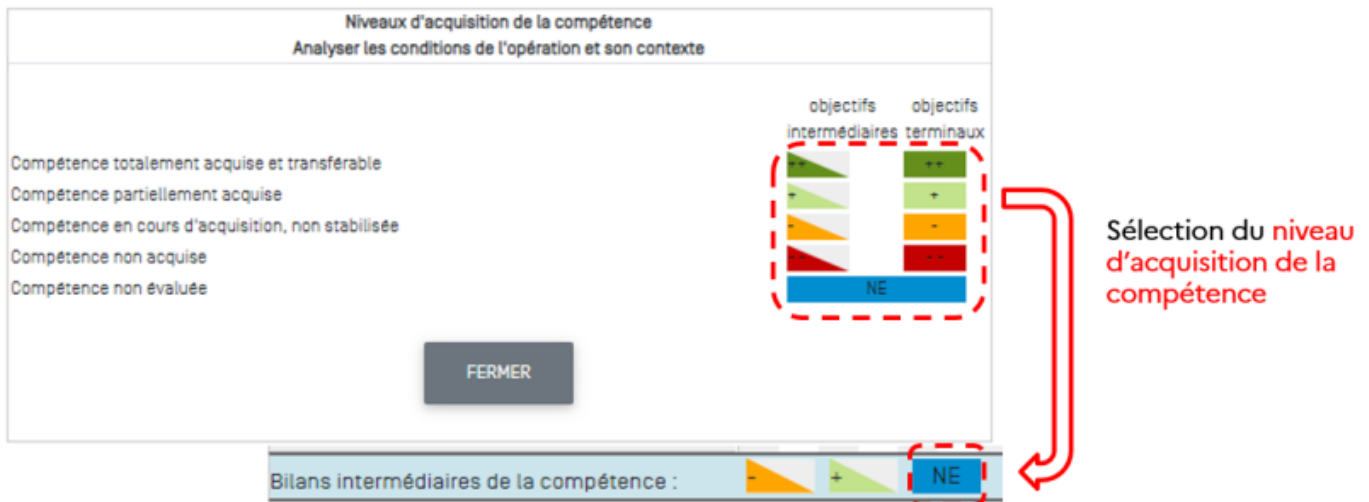 Niveaux d'acquisition de la compétence
Analyser les conditions de l'opération et son contexte
objectifs objectifs
intermédiaires terminaux
Compétence totalement acquise et transférable ++ ++
Compétence partiellement acquise + +
Compétence en cours d'acquisition, non stabilisée - -
Compétence non acquise -- --
Compétence non évaluée NE
FERMER
Sélection du niveau
d'acquisition de la
compétence
Bilans intermédiaires de la compétence : - + NE